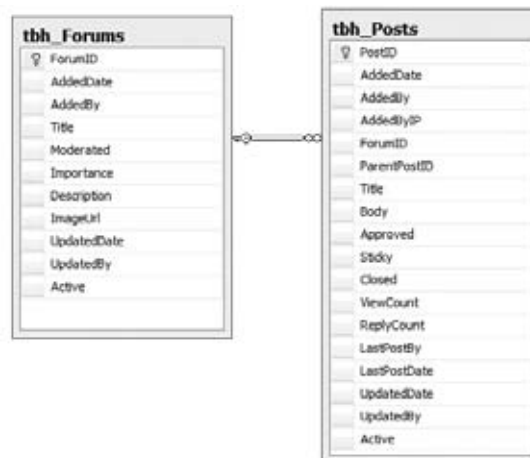 tbh_Forums
ForumID
AddedDate
AddedBy
Title
Moderated
Importance
Description
ImageUrl
UpdatedDate
UpdatedBy
Active
tbh_Posts
PostID
AddedDate
AddedBy
AddedByIP
ForumID
ParentPostID
Title
Body
Approved
Sticky
Closed
ViewCount
ReplyCount
LastPostBy
LastPostDate
UpdatedDate
UpdatedBy
Active